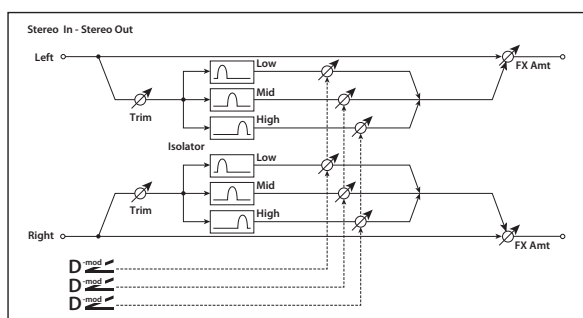 Stereo In - Stereo Out
Left
FX Amt
Low
Mid
High
Trim
Isolator
Low
Mid
High
Trim
Right
FX Amt
D-mod
D-mod
D-mod